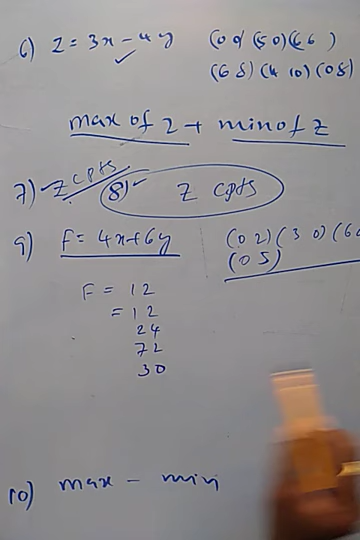 6) Z = 3x - 4y (0 0) (5 0) (6 6)
(6 8) (4 10) (0 8)
max of Z + min of Z
7) Z cpts 8) Z cpts
9) F = 4x+6y (0 2) (3 0) (6
(0 5)
F = 12
= 12
24
72
30
10) max - min